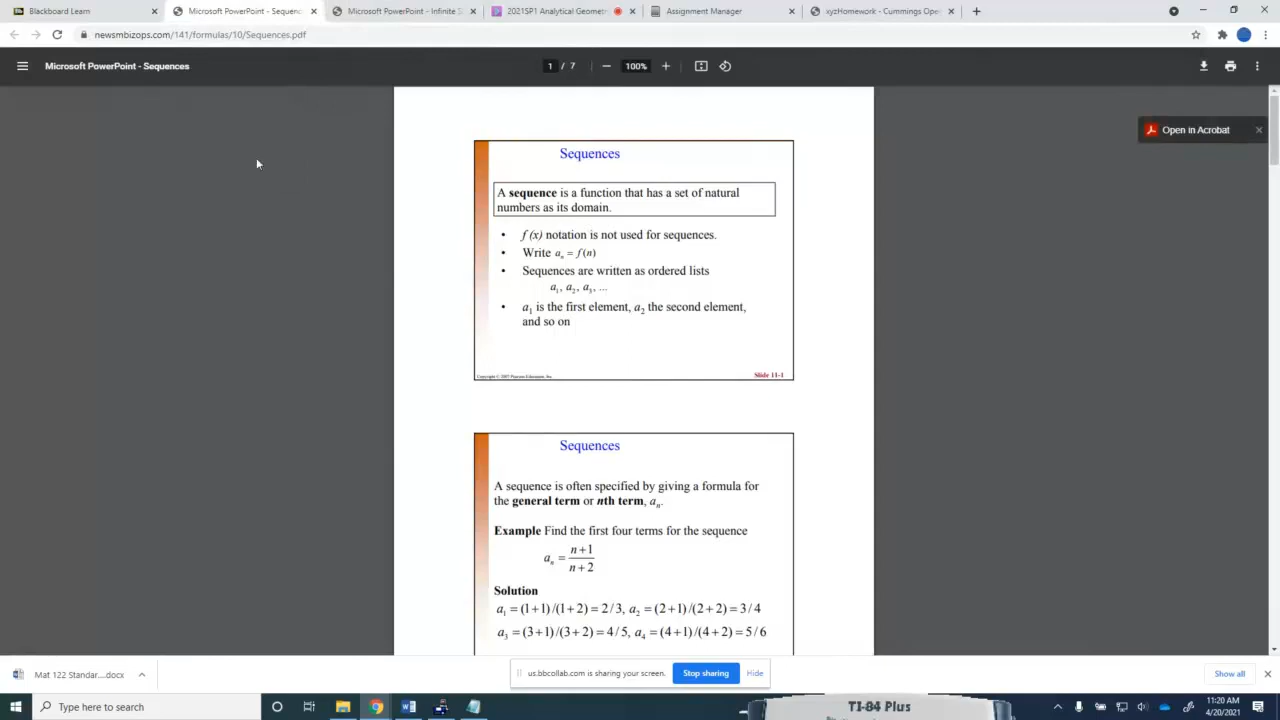 Blackboard Learn
Microsoft PowerPoint - Sequenc
Microsoft PowerPoint - Infinite S
2021SP1 Analytical Geomet
Assignment Manager
xyzHomework - Cummings Ope
newsmbizops.com/141/formulas/10/Sequences.pdf
Microsoft PowerPoint - Sequences
1 / 7
100%
Open in Acrobat
Sequences
A sequence is a function that has a set of natural
numbers as its domain.
• f (x) notation is not used for sequences.
• Write aₙ = f(n)
• Sequences are written as ordered lists
a₁, a₂, a₃, ...
• a₁ is the first element, a₂ the second element,
and so on
Copyright © 2007 Pearson Education, Inc.
Slide 11-1
Sequences
A sequence is often specified by giving a formula for
the general term or nth term, aₙ.
Example Find the first four terms for the sequence
aₙ = (n+1)/(n+2)
Solution
a₁ = (1+1)/(1+2) = 2/3, a₂ = (2+1)/(2+2) = 3/4
a₃ = (3+1)/(3+2) = 4/5, a₄ = (4+1)/(4+2) = 5/6
Mat 122 Standar....docx
us.bbcollab.com is sharing your screen.
Stop sharing
Hide
Show all
Type here to search
TI-84 Plus
11:20 AM
4/20/2021